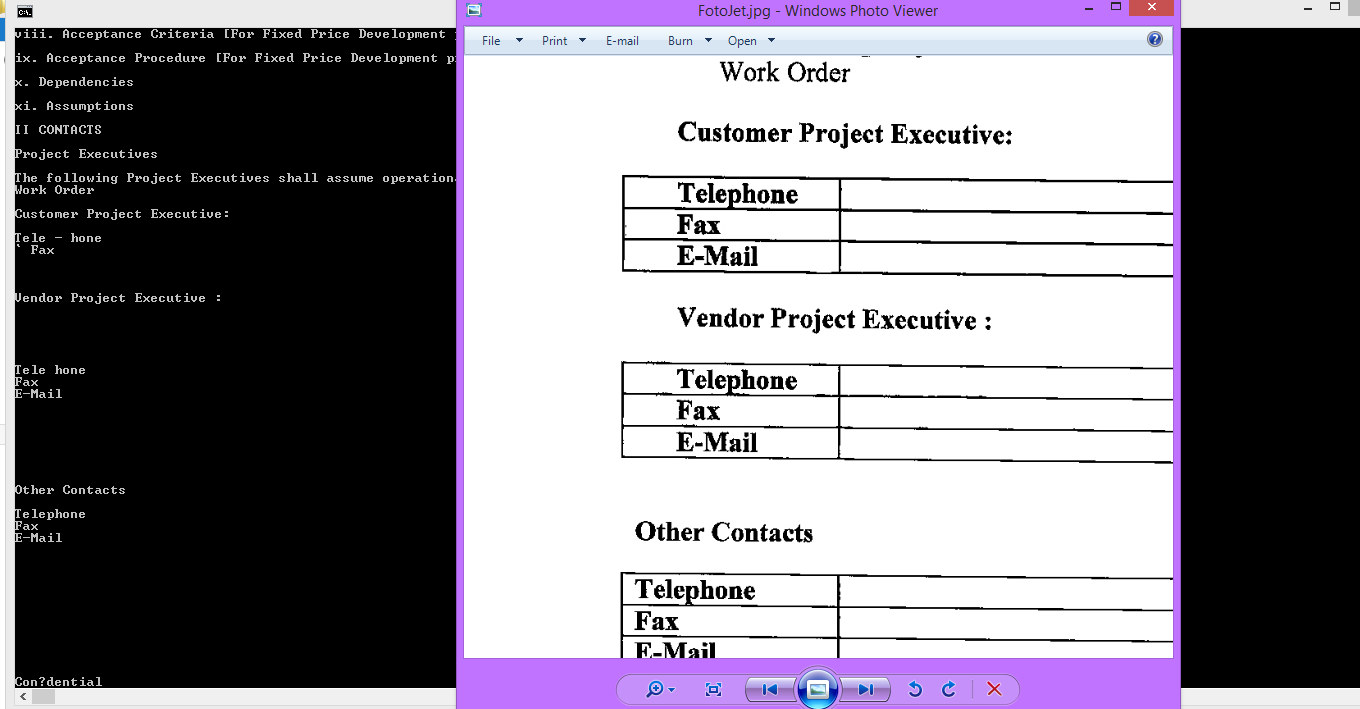 viii. Acceptance Criteria [For Fixed Price Development
ix. Acceptance Procedure [For Fixed Price Development
x. Dependencies
xi. Assumptions
II CONTACTS
Project Executives
The following Project Executives shall assume
Work Order
Customer Project Executive:
Tele - hone
` Fax
Vendor Project Executive :
Tele hone
Fax
E-Mail
Other Contacts
Telephone
Fax
E-Mail
Con?dential
FotoJet.jpg - Windows Photo Viewer
File Print E-mail Burn Open
Work Order
Customer Project Executive:
Telephone
Fax
E-Mail
Vendor Project Executive :
Telephone
Fax
E-Mail
Other Contacts
Telephone
Fax
E-Mail